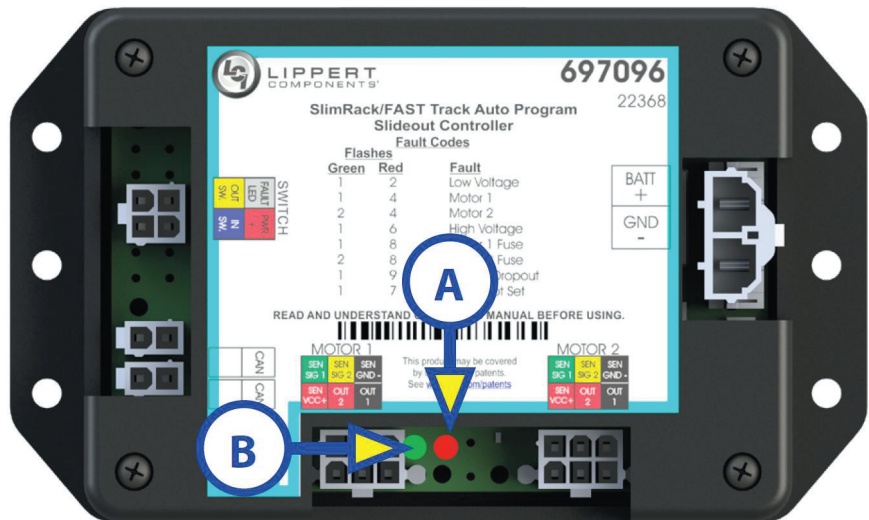 LCI LIPPERT
COMPONENTS
697096
22368
SlimRack/FAST Track Auto Program
Slideout Controller
Fault Codes
Flashes
Green Red Fault
1 2 Low Voltage
1 4 Motor 1
2 4 Motor 2
1 6 High Voltage
1 8 1 Fuse
2 8 Fuse
1 9 Dropout
1 7 Set
SWITCH
FAULT LED
PWR +
OUT SW.
IN SW.
BATT
+
GND
-
A
READ AND UNDERSTAND MANUAL BEFORE USING.
CAN
CAN
MOTOR 1
SEN SIG 1 SEN SIG 2 SEN GND-
SEN VCC+ OUT 2 OUT 1
This product may be covered
by patents.
See /patents
MOTOR 2
SEN SIG 1 SEN SIG 2 SEN GND-
SEN VCC+ OUT 2 OUT 1
B